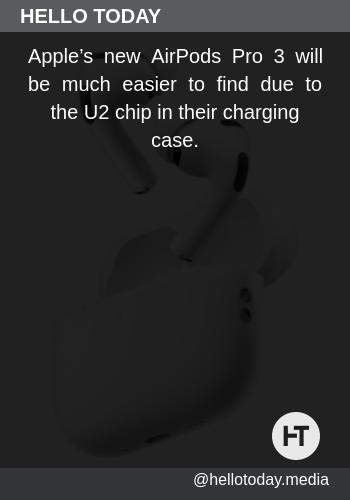 HELLO TODAY
Apple’s new AirPods Pro 3 will
be much easier to find due to
the U2 chip in their charging
case.
HT
@hellotoday.media